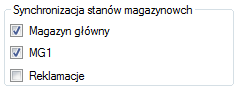 Synchronizacja stanów magazynowch
Magazyn główny
MG1
Reklamacje